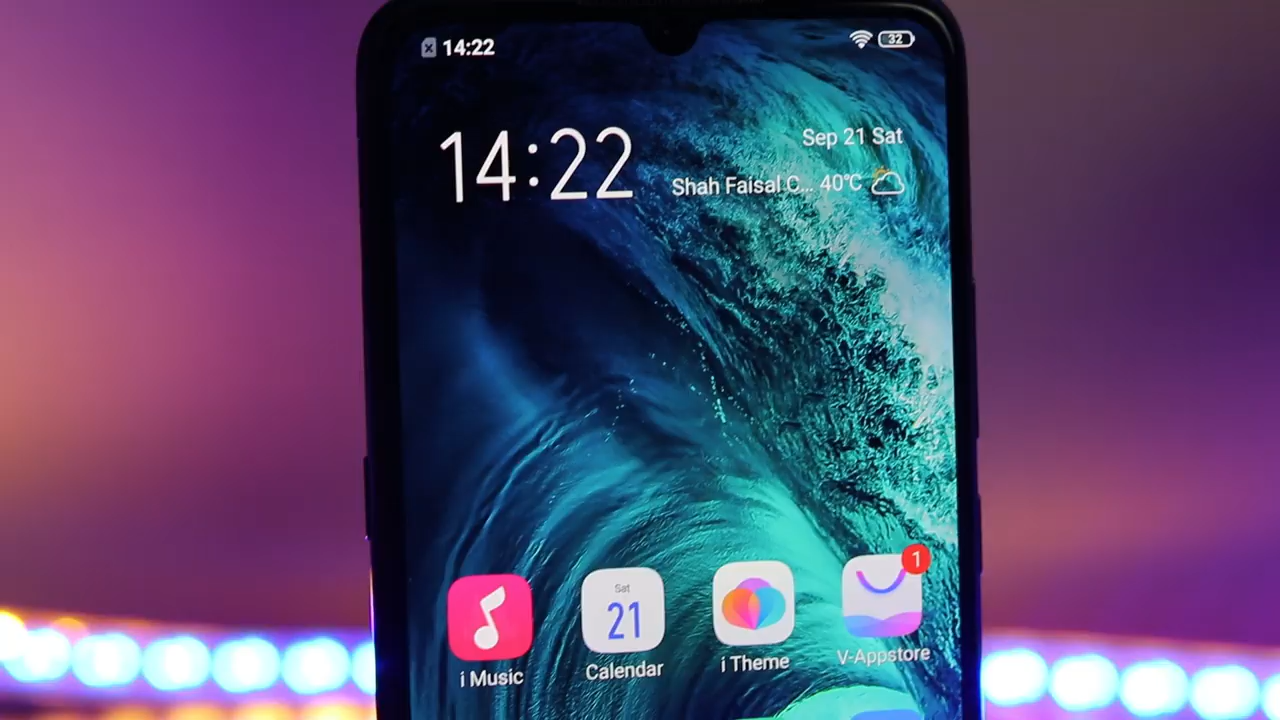 14:22
32
14:22
Sep 21 Sat
Shah Faisal C... 40°C
Sat
21
1
i Music
Calendar
i Theme
V-Appstore